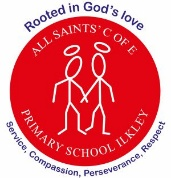 Rooted in God's love
ALL SAINTS' C OF E
PRIMARY SCHOOL ILKLEY
Service, Compassion, Perseverance, Respect